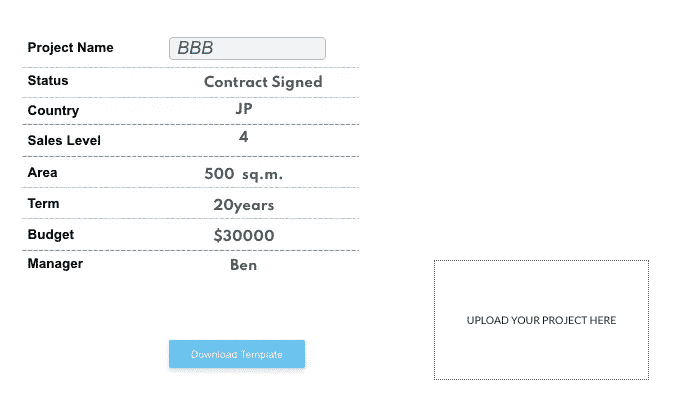 Project Name BBB
Status Contract Signed
Country JP
Sales Level 4
Area 500 sq.m.
Term 20years
Budget $30000
Manager Ben
UPLOAD YOUR PROJECT HERE
Download Template